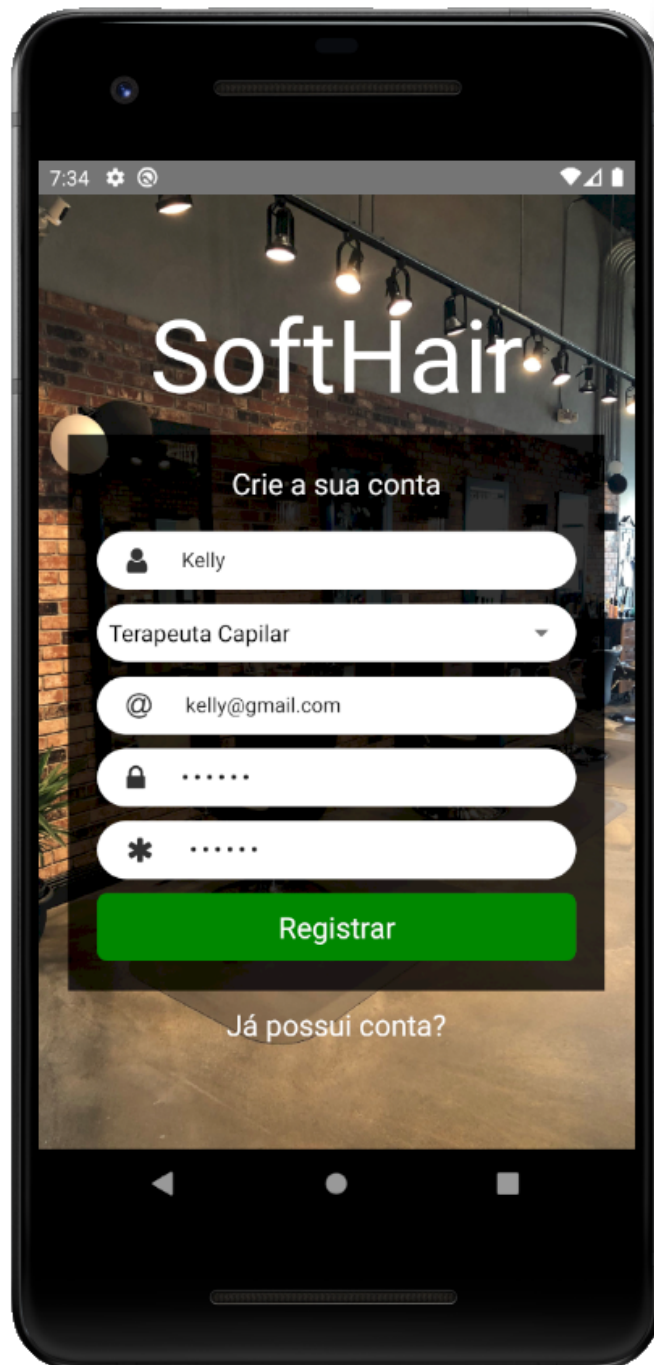 7:34
SoftHair
Crie a sua conta
Kelly
Terapeuta Capilar
@ kelly@gmail.com
······
✱ ······
Registrar
Já possui conta?